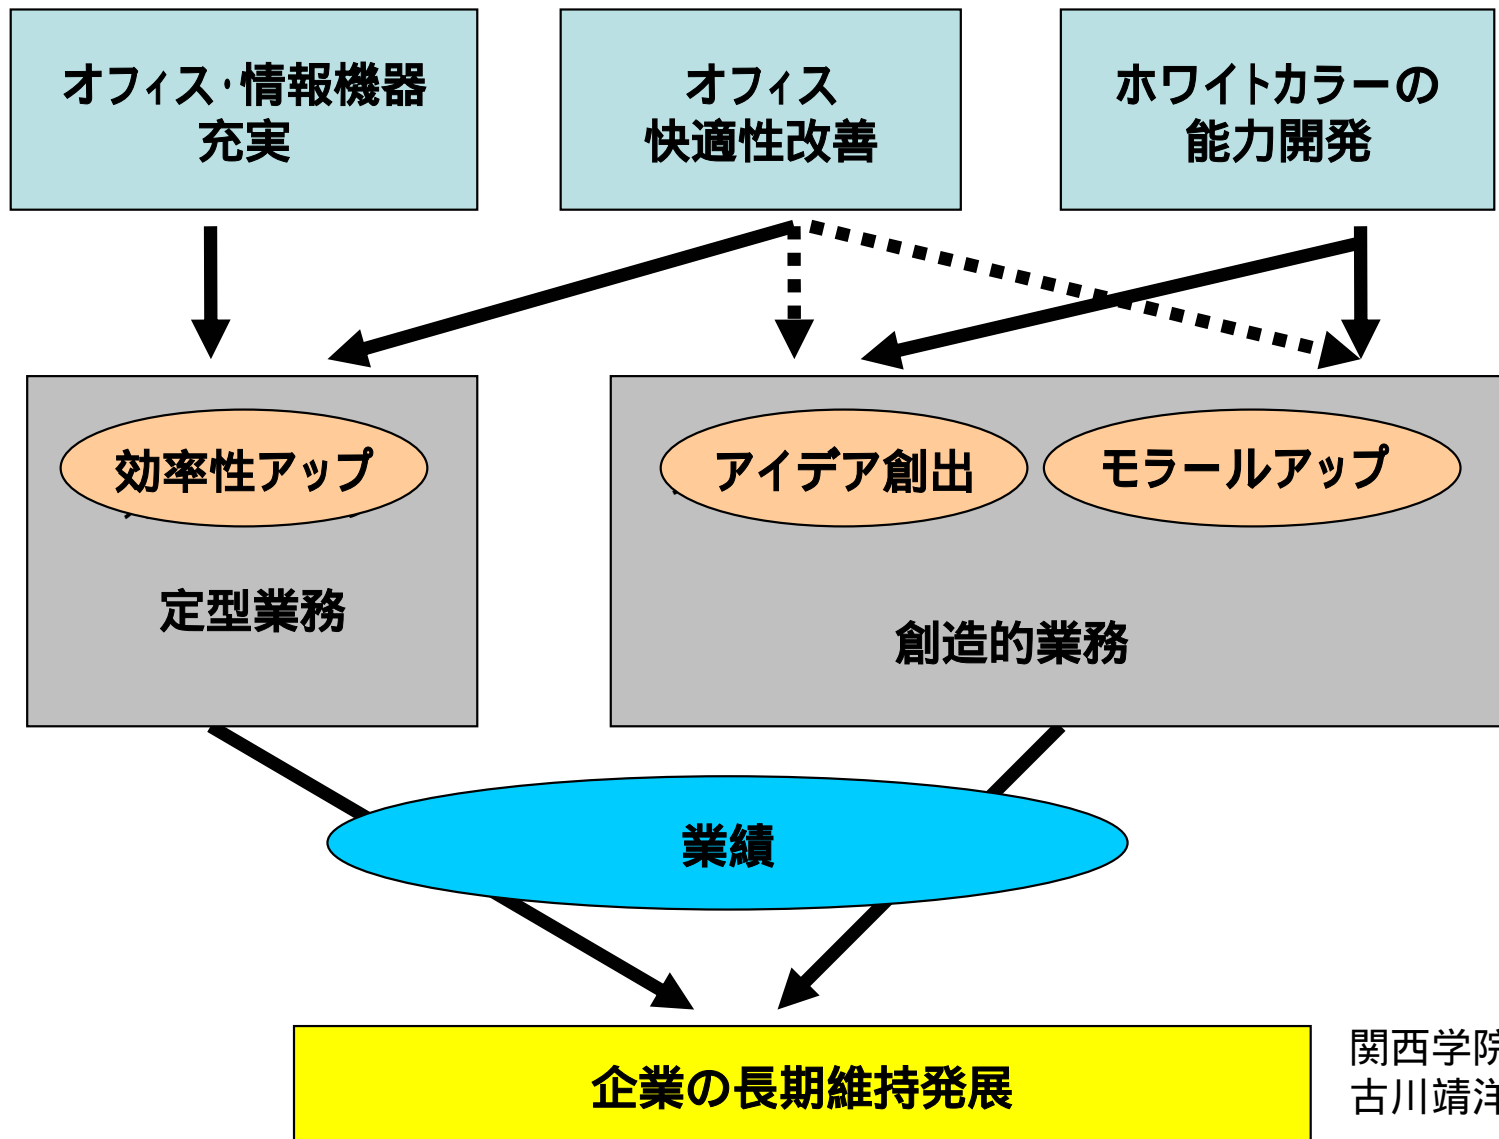 オフィス・情報機器
充実
オフィス
快適性改善
ホワイトカラーの
能力開発
効率性アップ
アイデア創出
モラールアップ
定型業務
創造的業務
業績
企業の長期維持発展
関西学院
古川靖洋